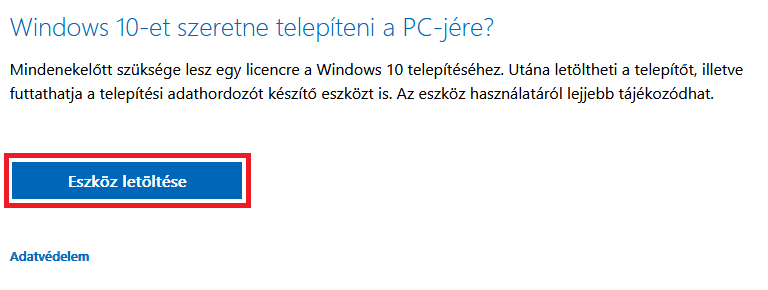 Windows 10-et szeretne telepíteni a PC-jére?
Mindenekelőtt szüksége lesz egy licencre a Windows 10 telepítéséhez. Utána letöltheti a telepítőt, illetve
futtathatja a telepítési adathordozót készítő eszközt is. Az eszköz használatáról lejjebb tájékozódhat.
Eszköz letöltése
Adatvédelem